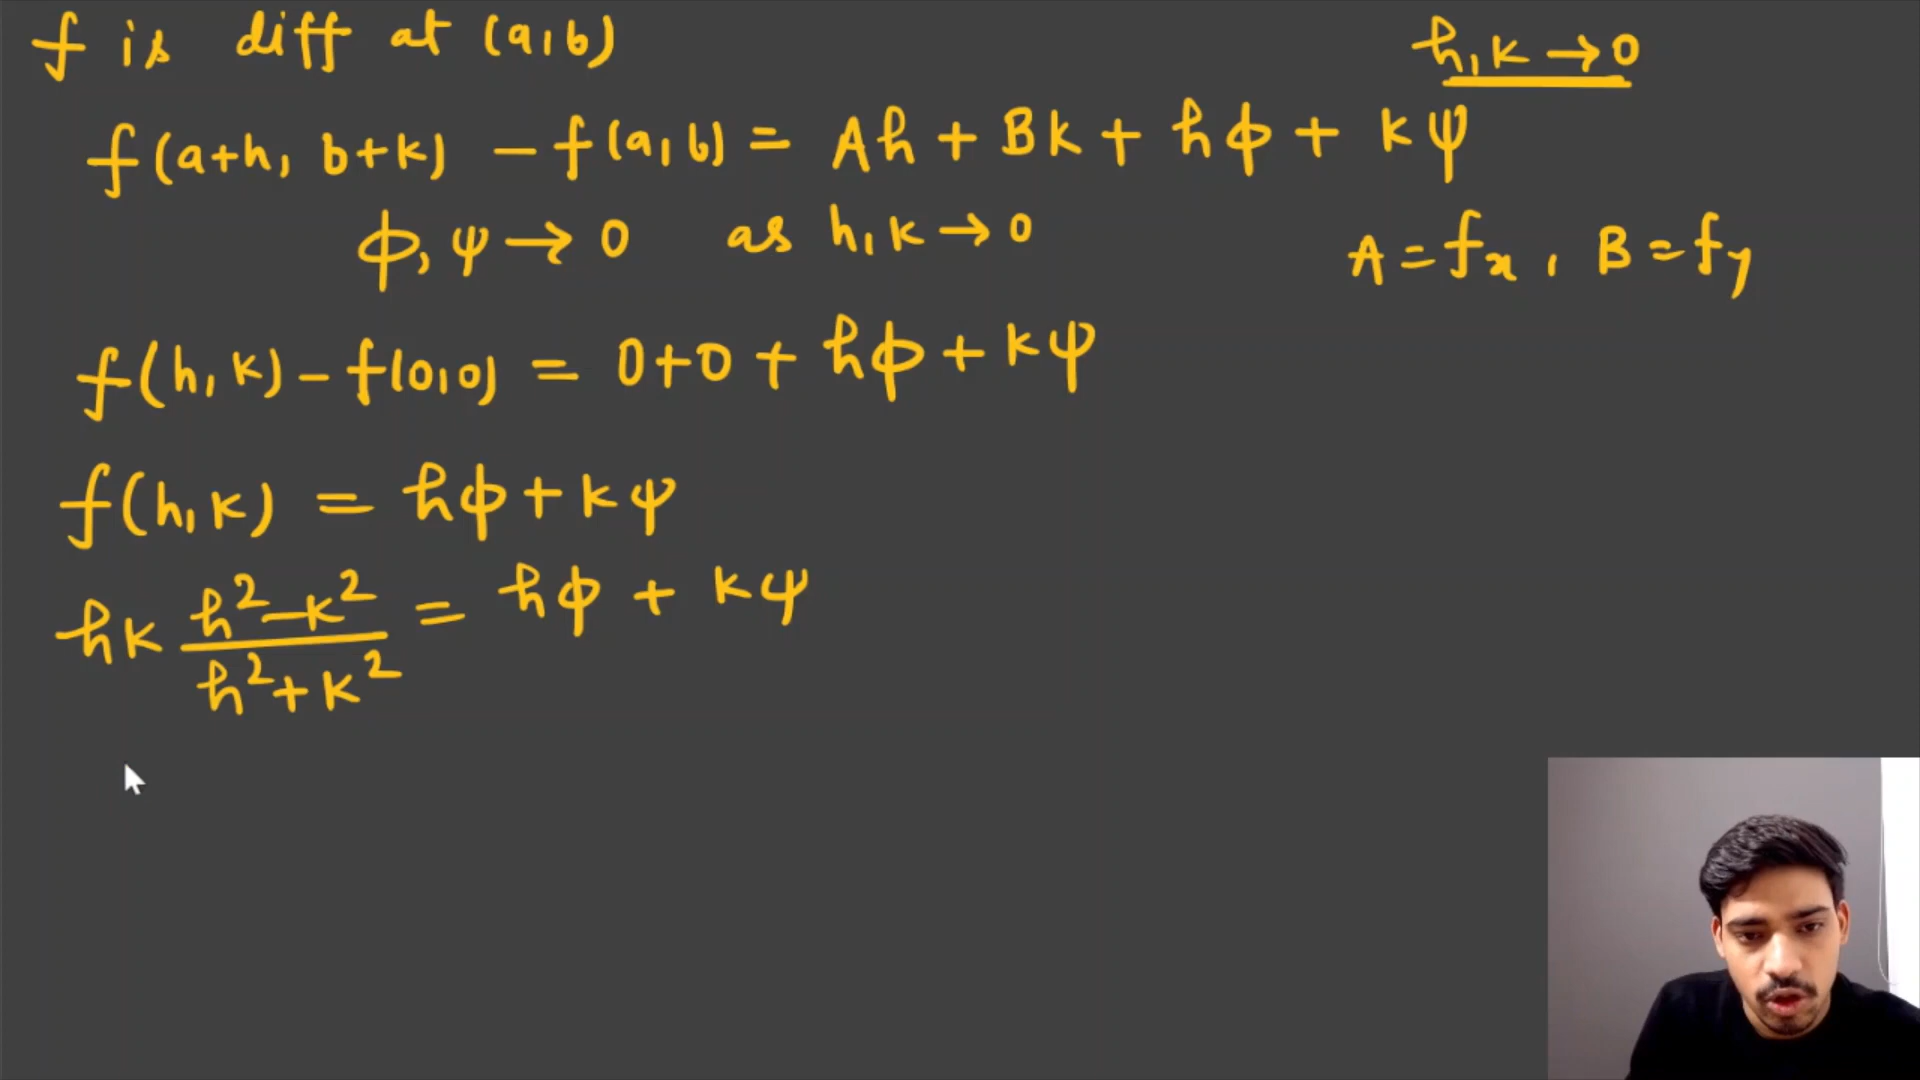 f is diff at (a,b)
h,k → 0
f(a+h, b+k) - f(a,b) = Ah + Bk + hϕ + kψ
ϕ, ψ → 0 as h,k → 0
A = fₓ, B = f_y
f(h,k) - f(0,0) = 0+0 + hϕ + kψ
f(h,k) = hϕ + kψ
hk (h² - k²)/(h² + k²) = hϕ + kψ